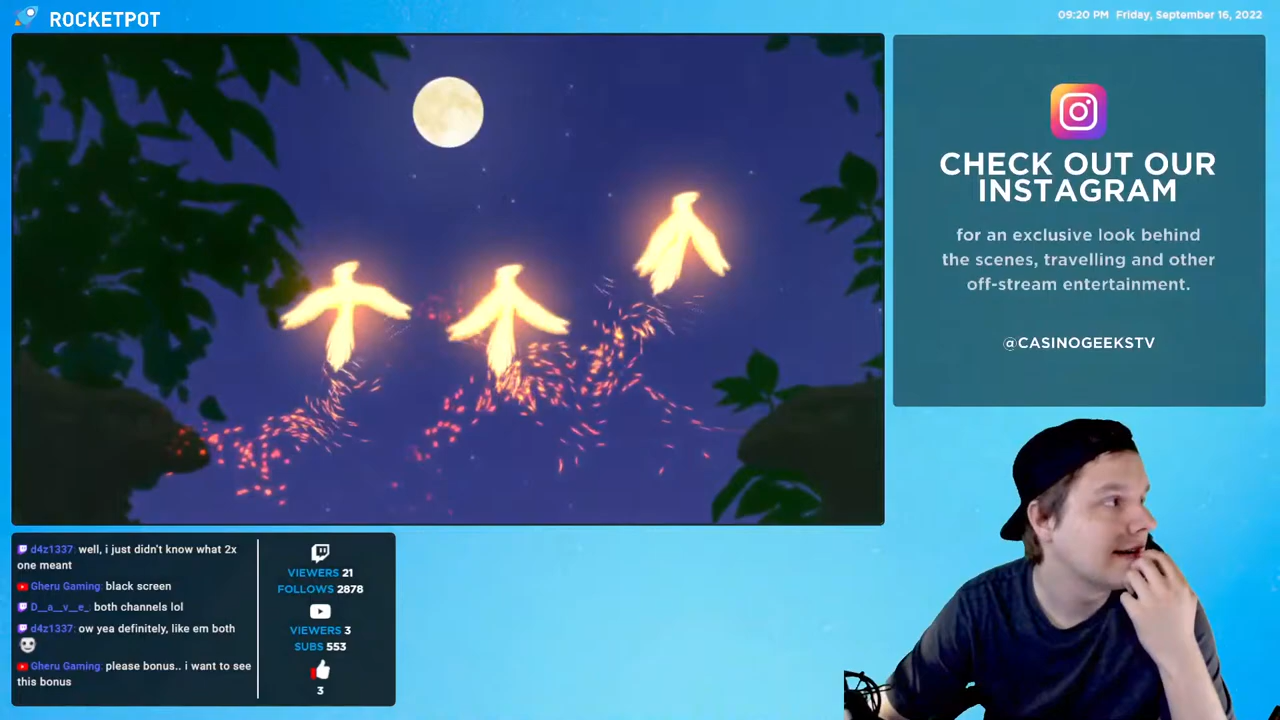 ROCKETPOT
09:20 PM Friday, September 16, 2022
CHECK OUT OUR
INSTAGRAM
for an exclusive look behind
the scenes, travelling and other
off-stream entertainment.
@CASINOGEEKSTV
d4z1337: well, i just didn't know what 2x
one meant
Gheru Gaming: black screen
D__a__v__e_: both channels lol
d4z1337: ow yea definitely, like em both
Gheru Gaming: please bonus.. i want to see
this bonus
VIEWERS 21
FOLLOWS 2878
VIEWERS 3
SUBS 553
3